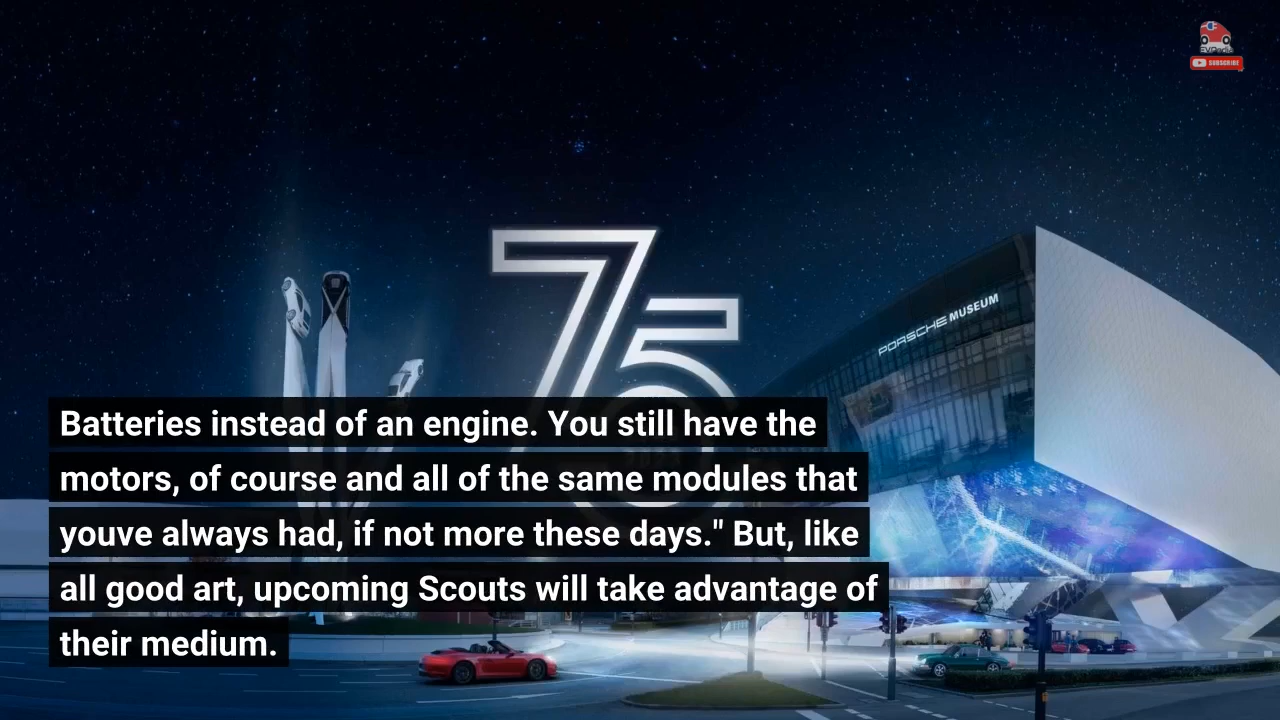 EVPedia
SUBSCRIBE
75
PORSCHE MUSEUM
Batteries instead of an engine. You still have the
motors, of course and all of the same modules that
youve always had, if not more these days." But, like
all good art, upcoming Scouts will take advantage of
their medium.